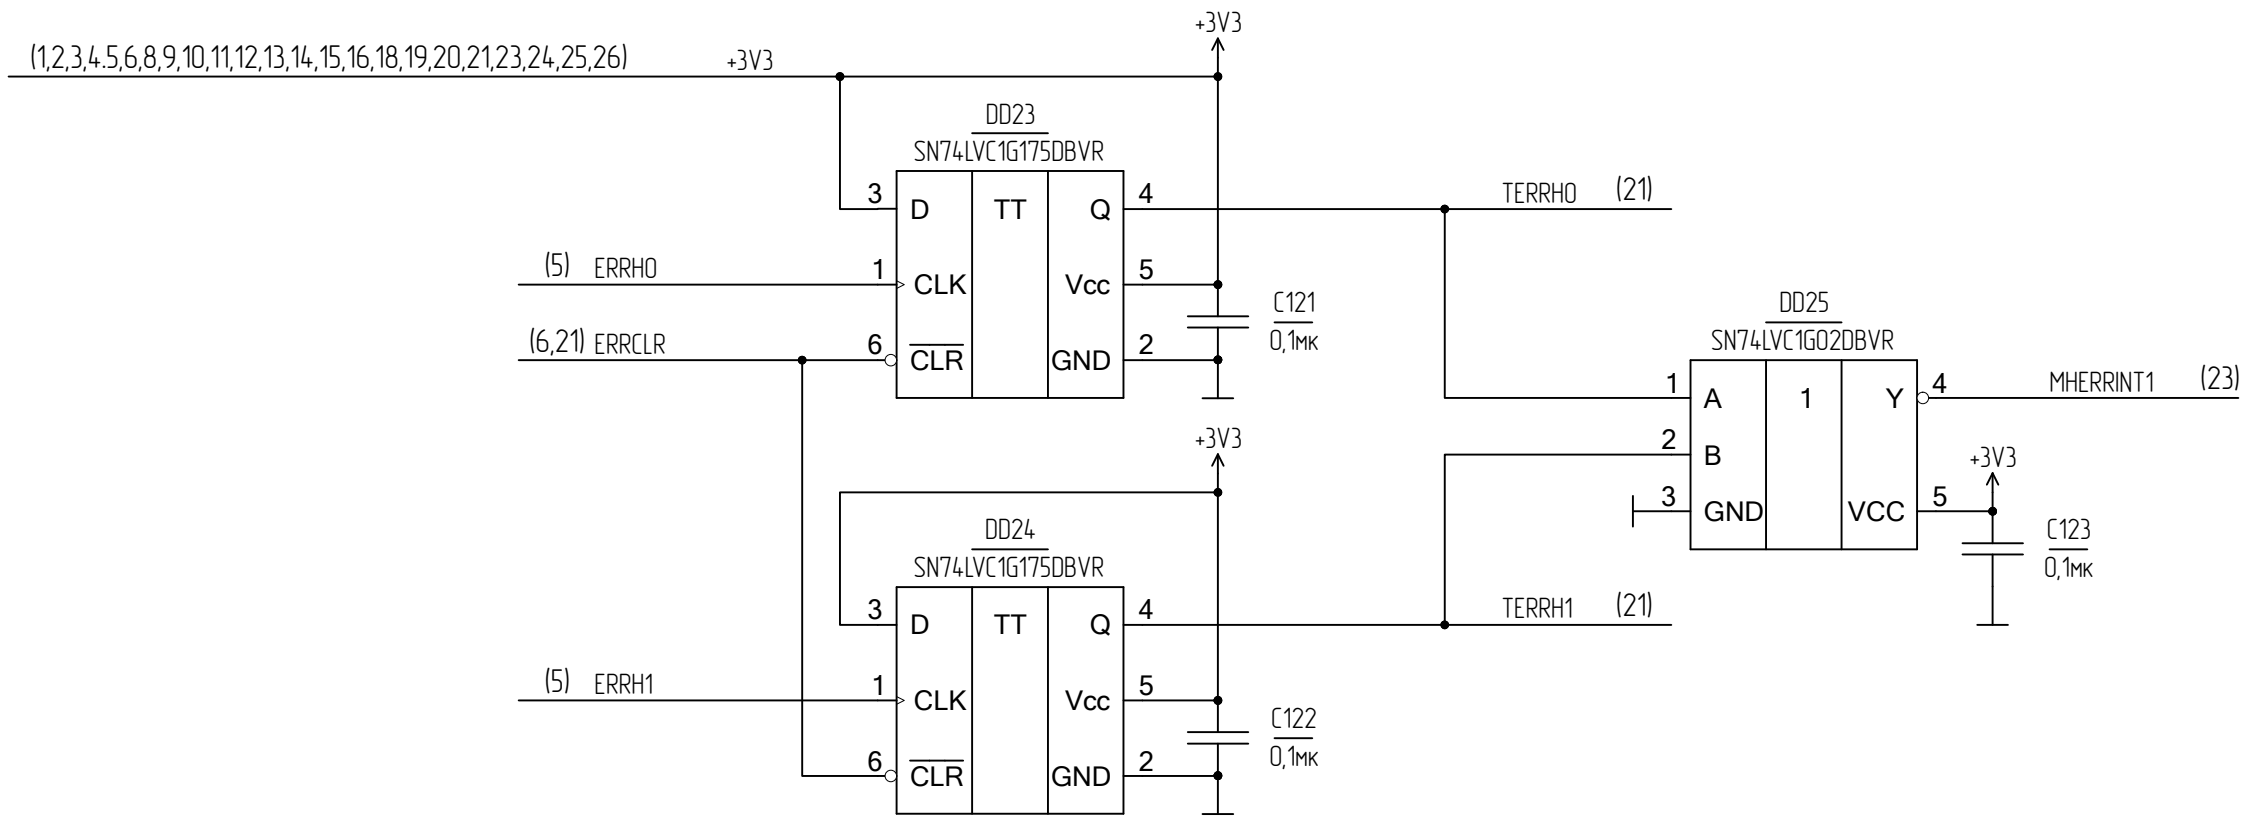 +3V3
(1,2,3,4.5,6,8,9,10,11,12,13,14,15,16,18,19,20,21,23,24,25,26) +3V3
DD23
SN74LVC1G175DBVR
3 D TT Q 4 TERRH0 (21)
(5) ERRH0 1 CLK Vcc 5
C121
0,1мк
(6,21) ERRCLR 6 CLR GND 2
DD25
SN74LVC1G02DBVR
1 A 1 Y 4 MHERRINT1 (23)
2 B
+3V3
3 GND VCC 5
C123
0,1мк
+3V3
DD24
SN74LVC1G175DBVR
3 D TT Q 4 TERRH1 (21)
(5) ERRH1 1 CLK Vcc 5
C122
0,1мк
6 CLR GND 2